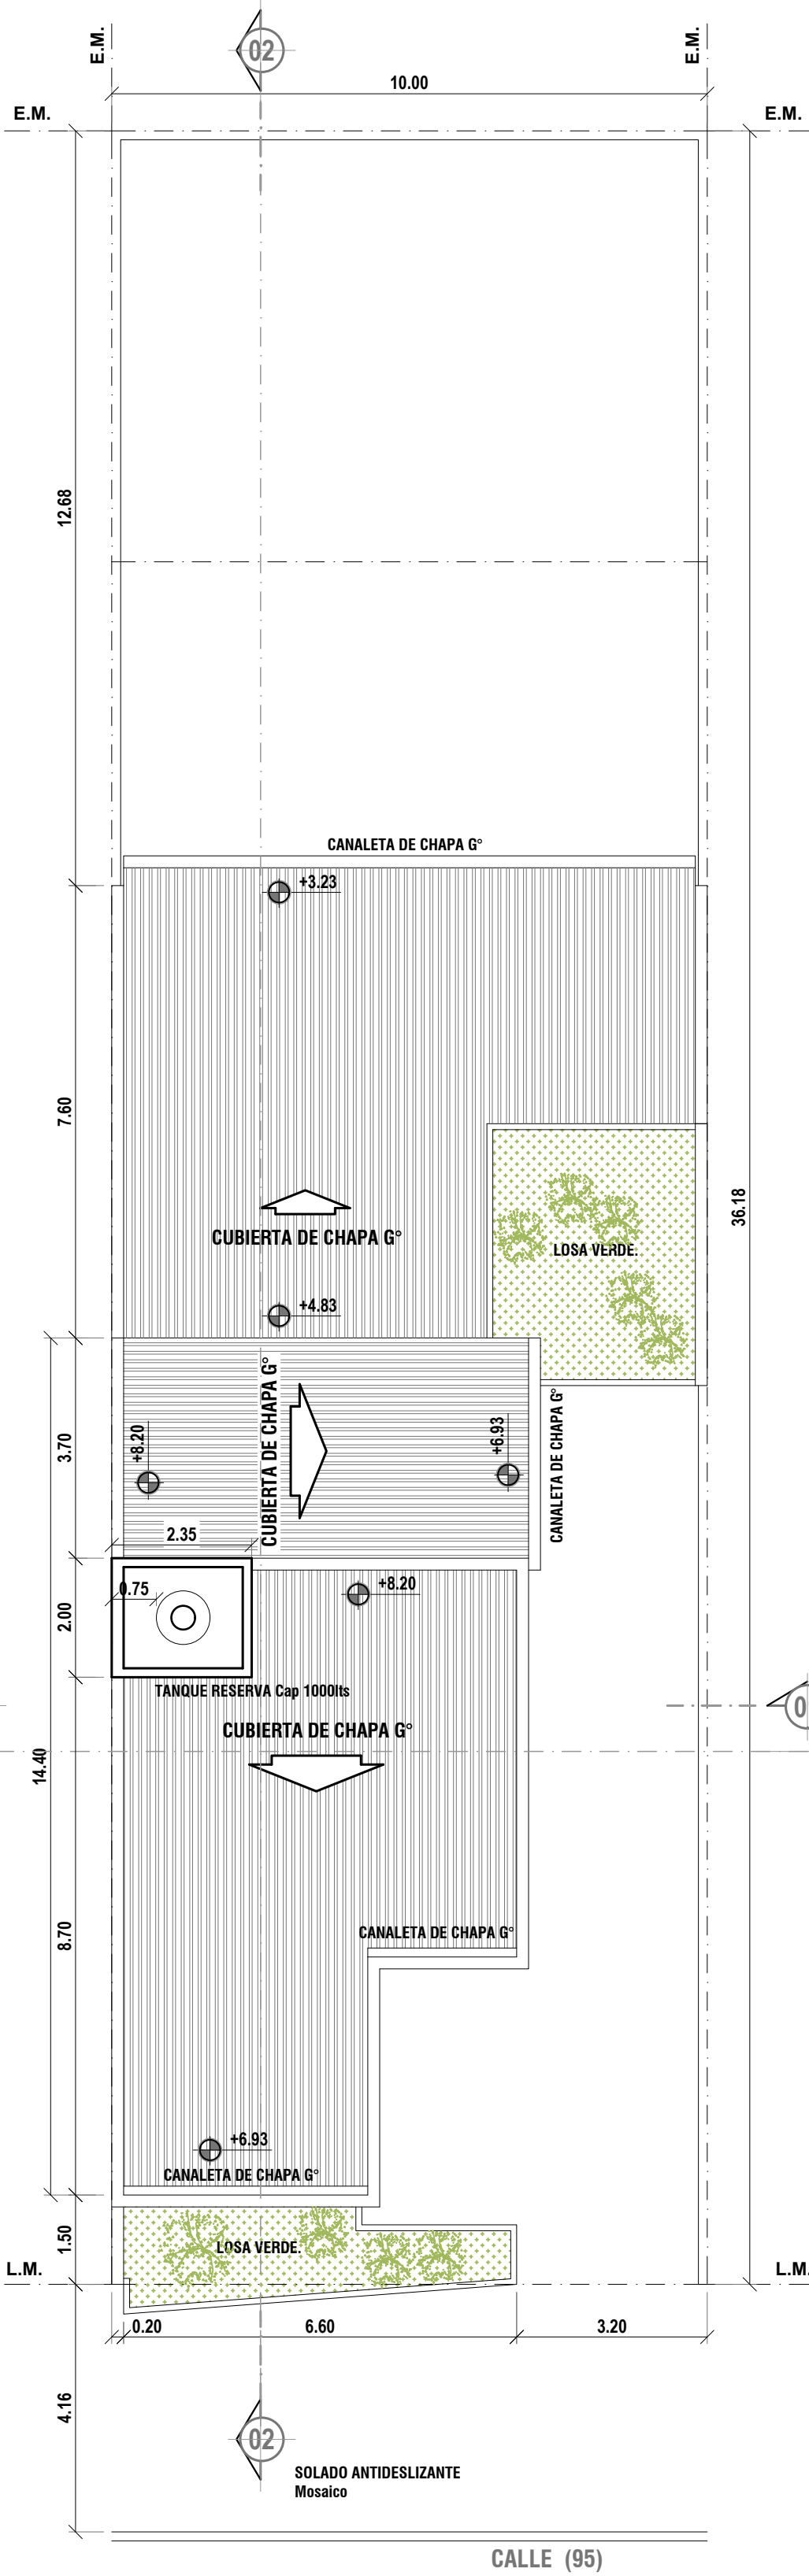 E.M.
E.M.
02
10.00
E.M.
E.M.
12.68
CANALETA DE CHAPA G°
+3.23
7.60
36.18
CUBIERTA DE CHAPA G°
LOSA VERDE.
+4.83
CUBIERTA DE CHAPA G°
CANALETA DE CHAPA G°
3.70
+8.20
+6.93
2.35
0.75
+8.20
2.00
TANQUE RESERVA Cap 1000lts
0
CUBIERTA DE CHAPA G°
14.40
8.70
CANALETA DE CHAPA G°
+6.93
CANALETA DE CHAPA G°
1.50
LOSA VERDE.
L.M.
L.M.
0.20
6.60
3.20
4.16
02
SOLADO ANTIDESLIZANTE
Mosaico
CALLE (95)